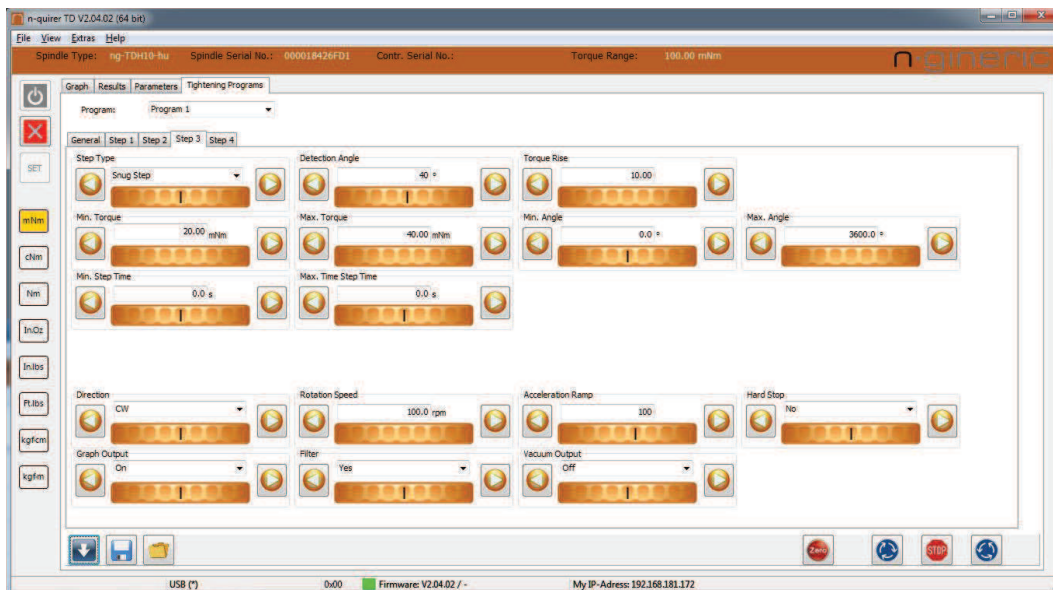 n-quirer TD V2.04.02 (64 bit)
File View Extras Help
Spindle Type: ng-TDH10-hu Spindle Serial No.: 000018426FD1 Contr. Serial No.: Torque Range: 100.00 mNm
n-gineric
Graph Results Parameters Tightening Programs
Program: Program 1
General Step 1 Step 2 Step 3 Step 4
SET
mNm
cNm
Nm
In.Oz
In.lbs
Ft.lbs
kgfcm
kgfm
Step Type Detection Angle Torque Rise
Snug Step 40 ° 10.00
Min. Torque Max. Torque Min. Angle Max. Angle
20.00 mNm 40.00 mNm 0.0 ° 3600.0 °
Min. Step Time Max. Time Step Time
0.0 s 0.0 s
Direction Rotation Speed Acceleration Ramp Hard Stop
CW 100.0 rpm 100 No
Graph Output Filter Vacuum Output
On Yes Off
Zero STOP
USB (*) 0x00 Firmware: V2.04.02 / - My IP-Adress: 192.168.181.172